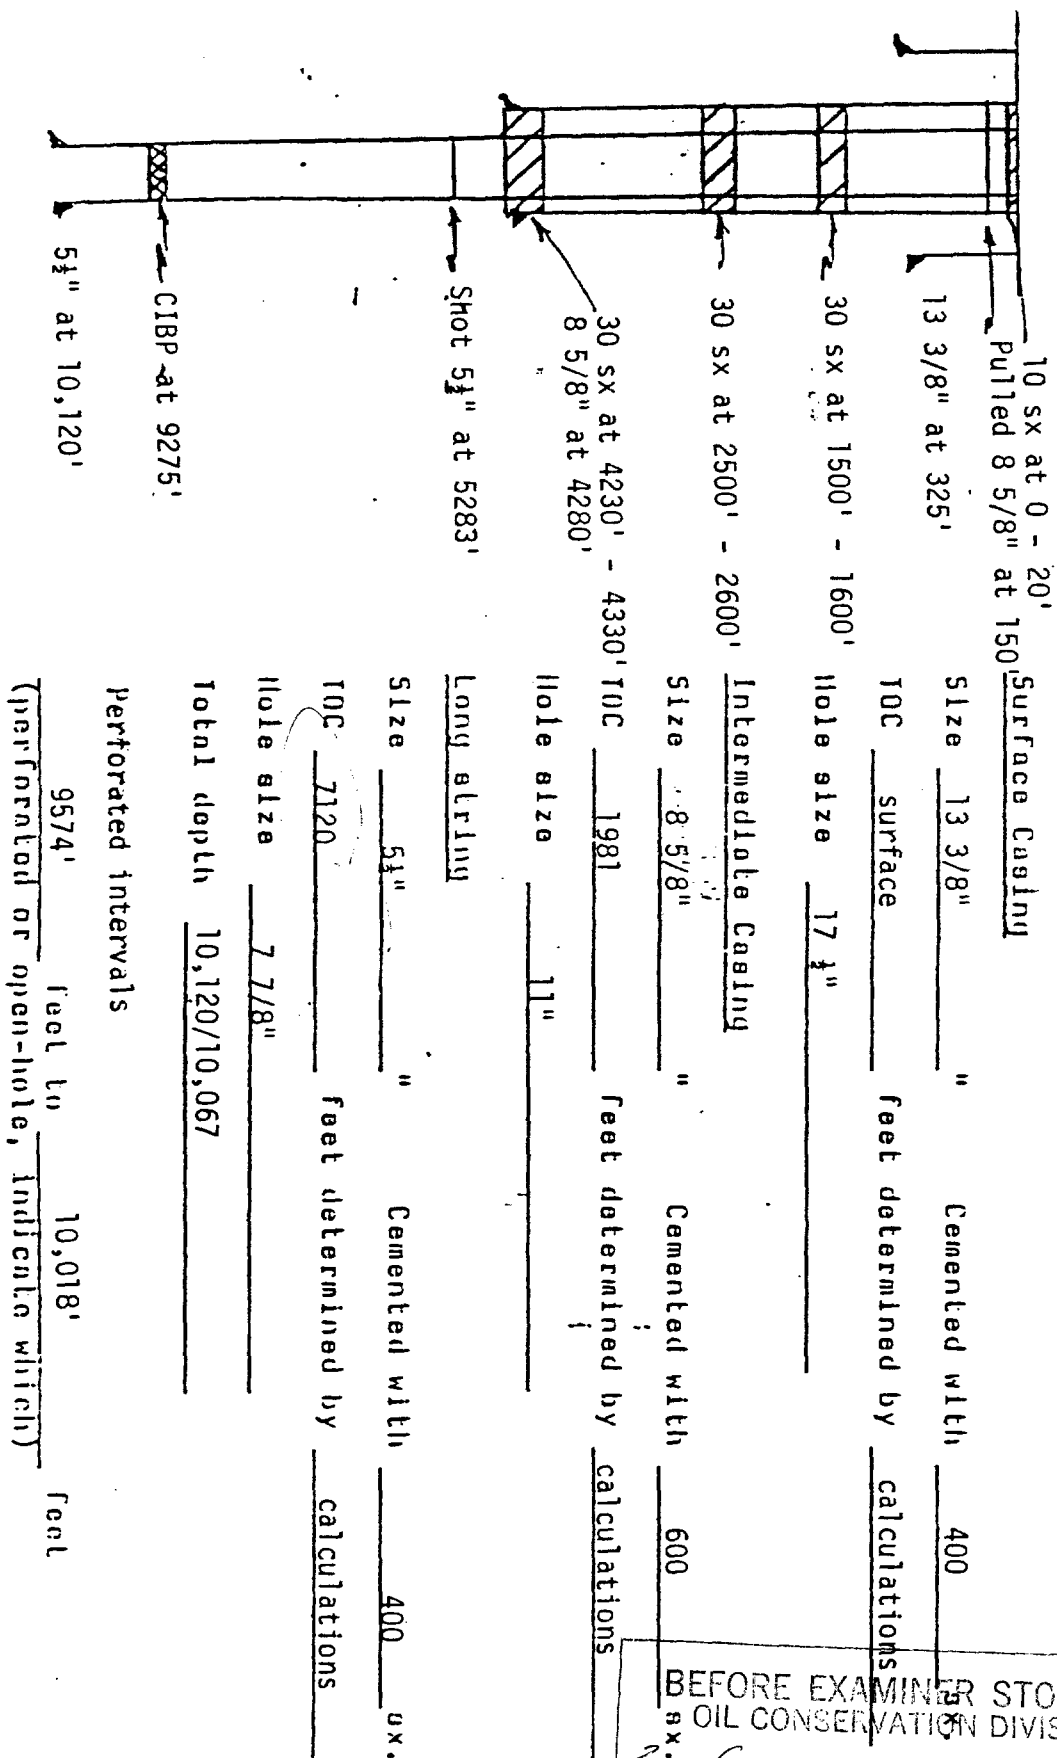 10 sx at 0 - 20'
Pulled 8 5/8" at 150'
13 3/8" at 325'
30 sx at 1500' - 1600'
30 sx at 2500' - 2600'
30 sx at 4230' - 4330'
8 5/8" at 4280'
Shot 5½" at 5283'
CIBP at 9275'
5½" at 10,120'
Surface Casing
Size 13 3/8" " Cemented with 400 sx.
TOC surface feet determined by calculations
Hole size 17 ½"
Intermediate Casing
Size 8 5/8" " Cemented with 600 sx.
TOC 1981 feet determined by calculations
Hole size 11"
Long string
Size 5½" " Cemented with 400 sx.
TOC 7120 feet determined by calculations
Hole size 7 7/8"
Total depth 10,120/10,067
Perforated intervals
9574' feet to 10,018' feet
(perforated or open-hole, indicate which)
BEFORE EXAMINER STO
OIL CONSERVATION DIVIS